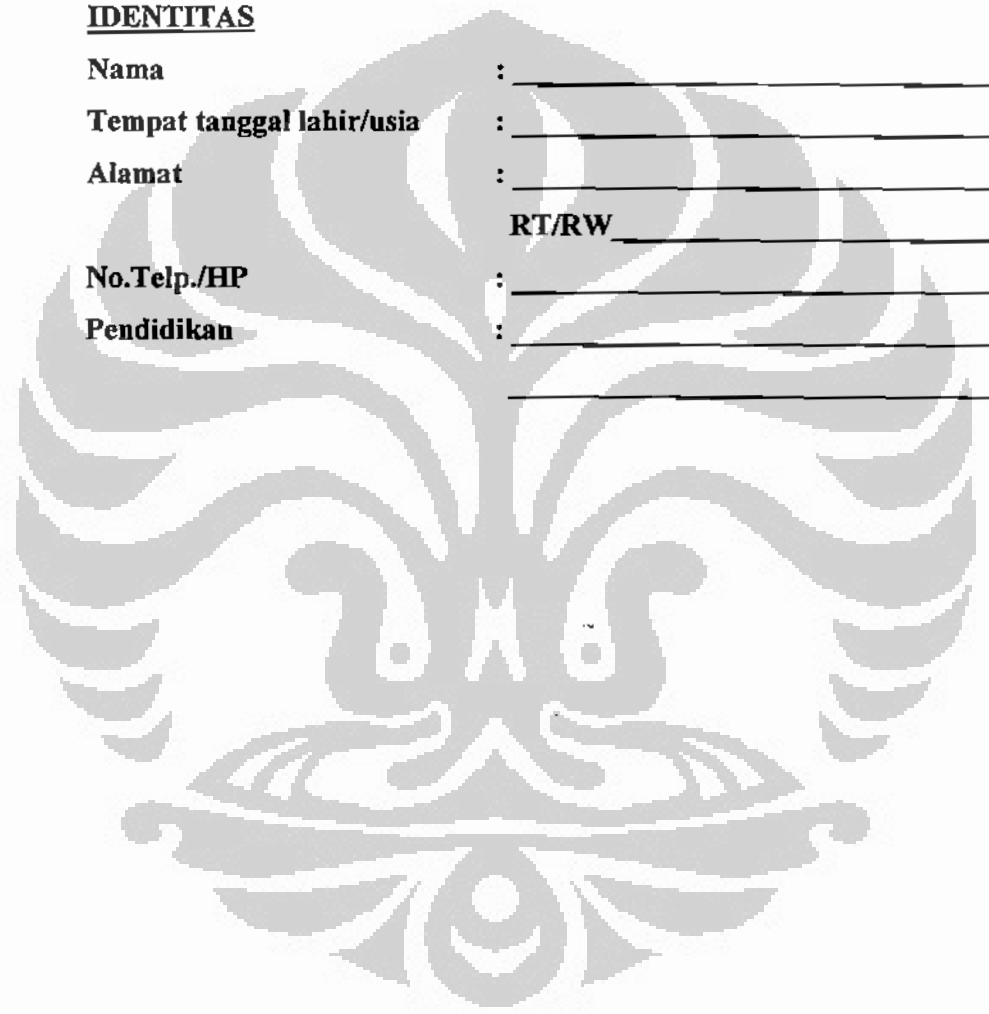 IDENTITAS
Nama : 
Tempat tanggal lahir/usia : 
Alamat : 
RT/RW
No.Telp./HP : 
Pendidikan :